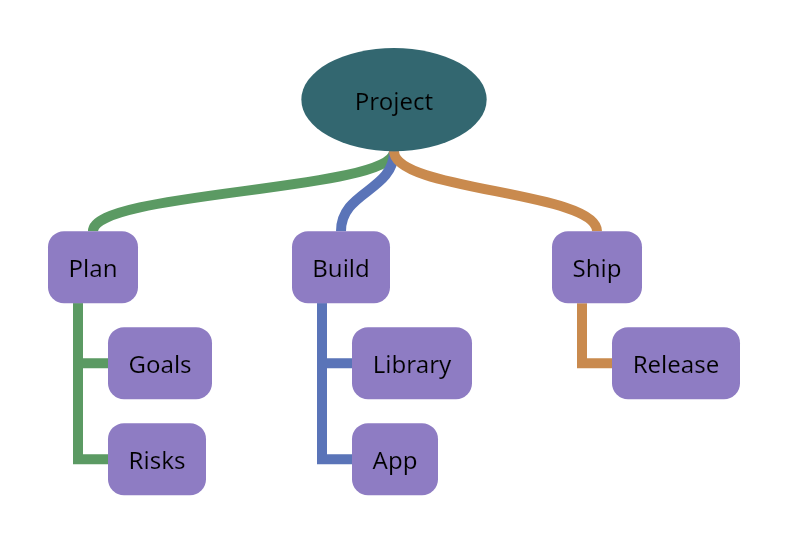 Project
Plan
Build
Ship
Goals
Library
Release
Risks
App